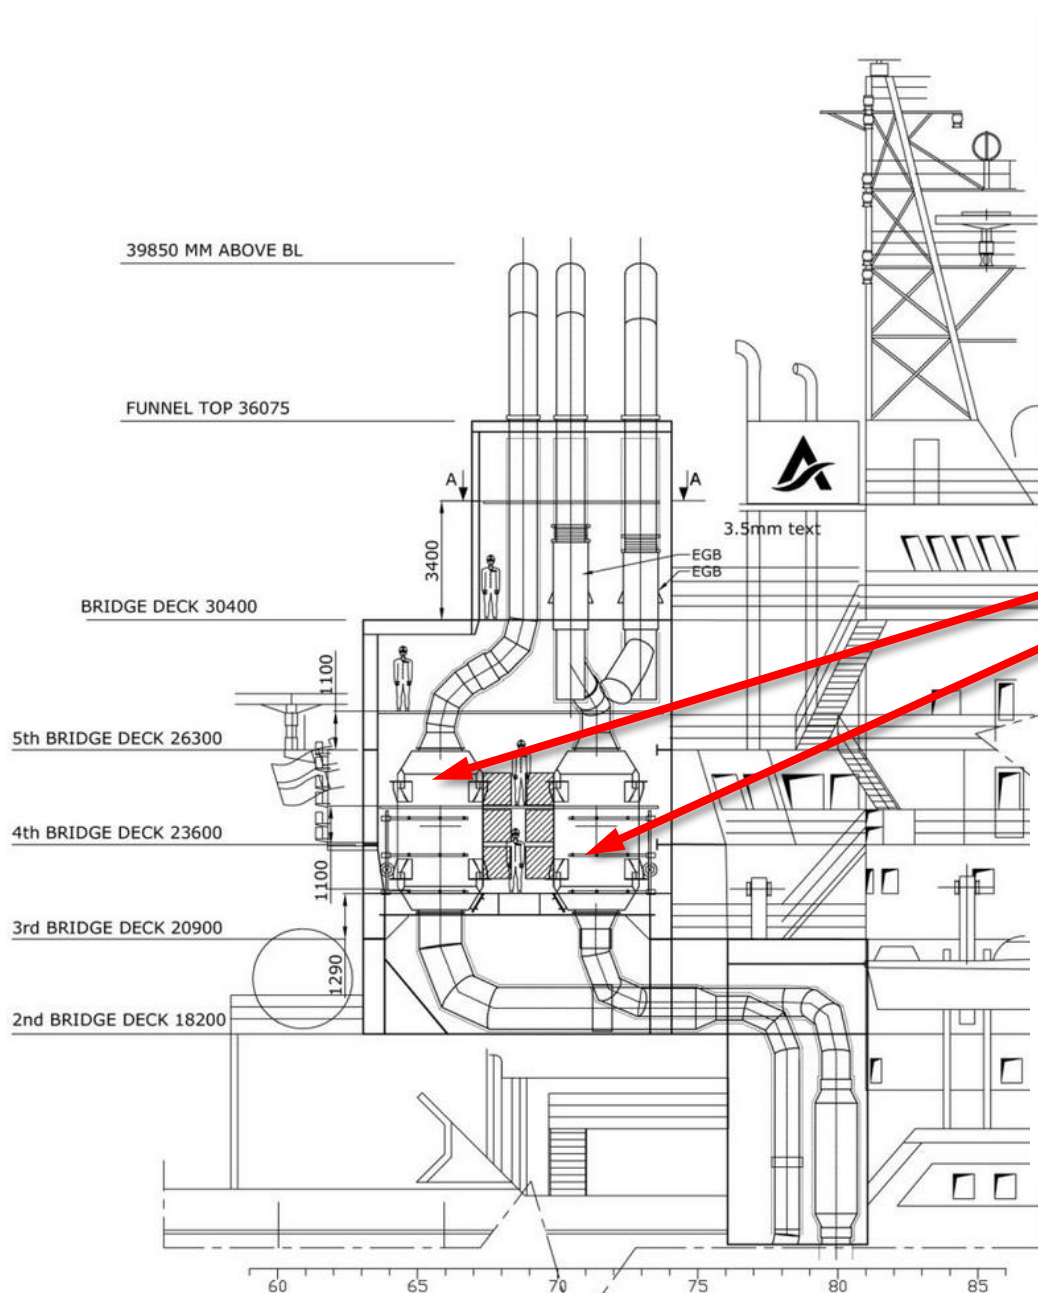 39850 MM ABOVE BL
FUNNEL TOP 36075
A
A
3.5mm text
3400
EGB
EGB
BRIDGE DECK 30400
1100
5th BRIDGE DECK 26300
4th BRIDGE DECK 23600
1100
3rd BRIDGE DECK 20900
1290
2nd BRIDGE DECK 18200
60 65 70 75 80 85